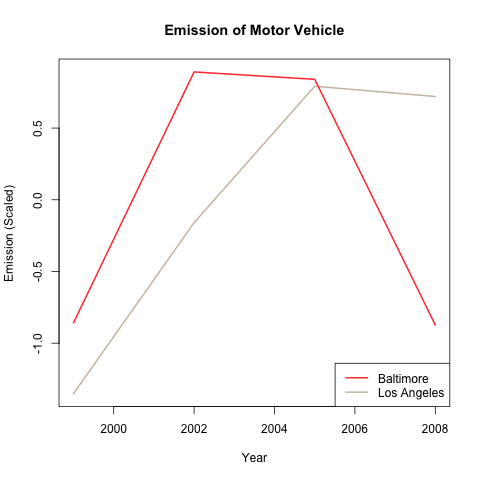 Emission of Motor Vehicle
Emission (Scaled)
0.5
0.0
-0.5
-1.0
2000 2002 2004 2006 2008
Year
Baltimore
Los Angeles